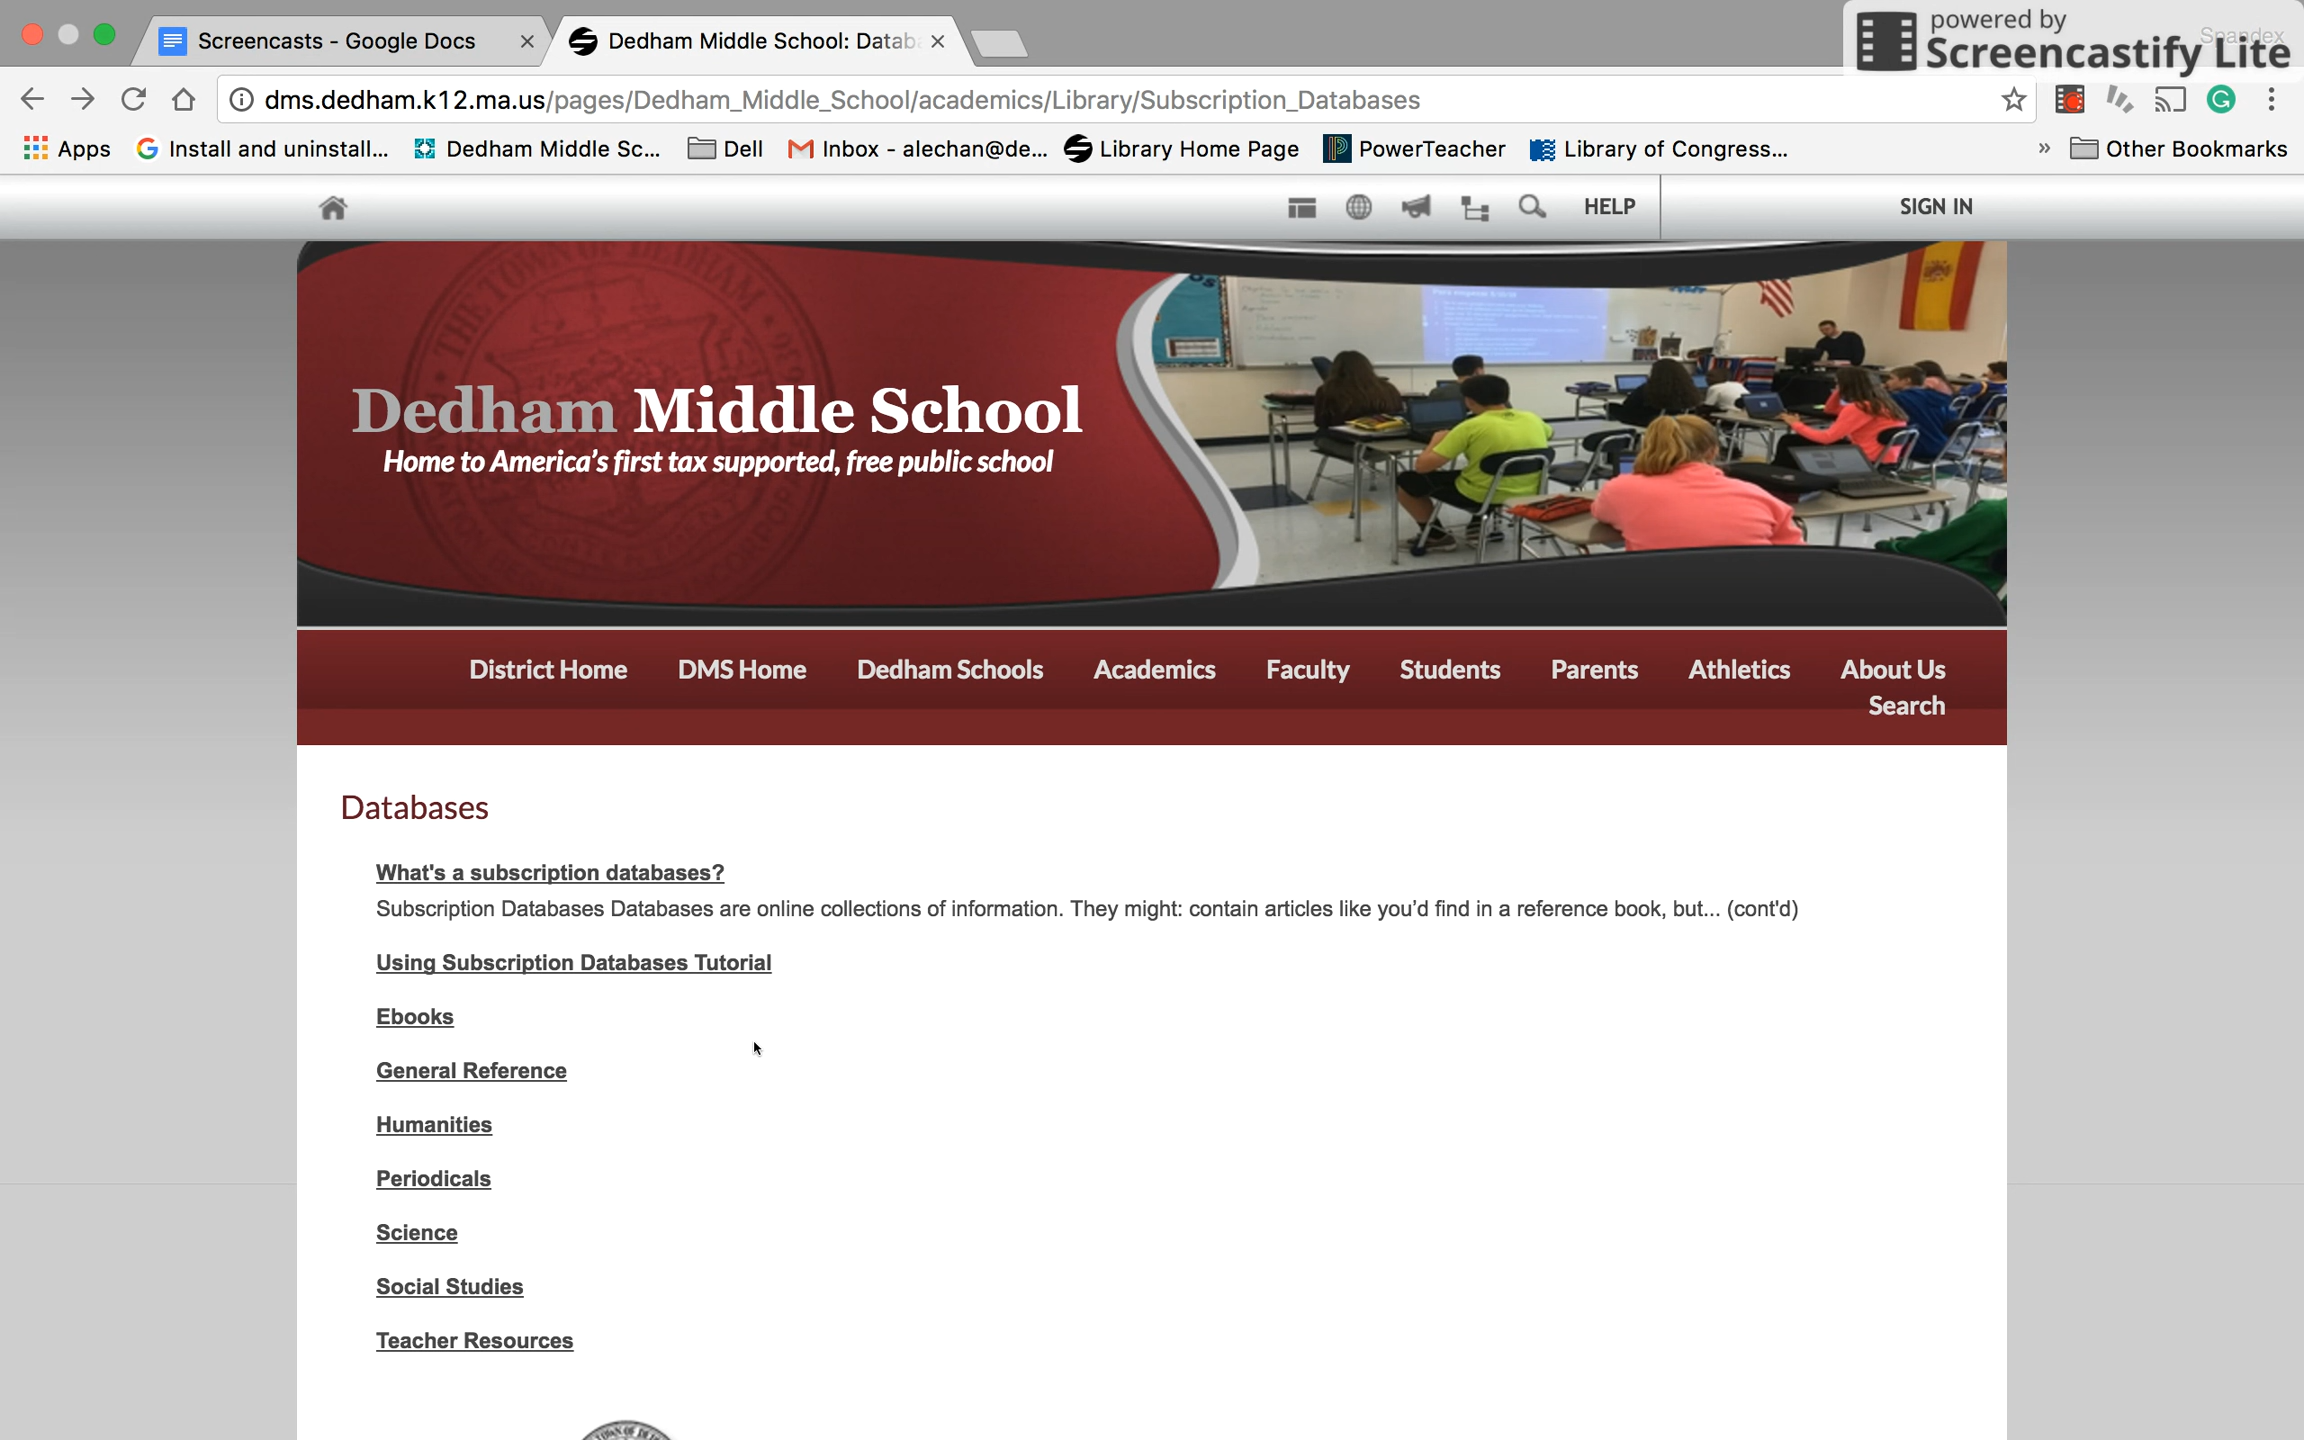 Screencasts - Google Docs
Dedham Middle School: Datab
powered by
Screencastify Lite
Spandex
dms.dedham.k12.ma.us/pages/Dedham_Middle_School/academics/Library/Subscription_Databases
Apps
Install and uninstall...
Dedham Middle Sc...
Dell
Inbox - alechan@de...
Library Home Page
PowerTeacher
Library of Congress...
»
Other Bookmarks
HELP
SIGN IN
THE TOWN OF DEDHAM
Dedham Middle School
Home to America's first tax supported, free public school
District Home
DMS Home
Dedham Schools
Academics
Faculty
Students
Parents
Athletics
About Us
Search
Databases
What's a subscription databases?
Subscription Databases Databases are online collections of information. They might: contain articles like you'd find in a reference book, but... (cont'd)
Using Subscription Databases Tutorial
Ebooks
General Reference
Humanities
Periodicals
Science
Social Studies
Teacher Resources